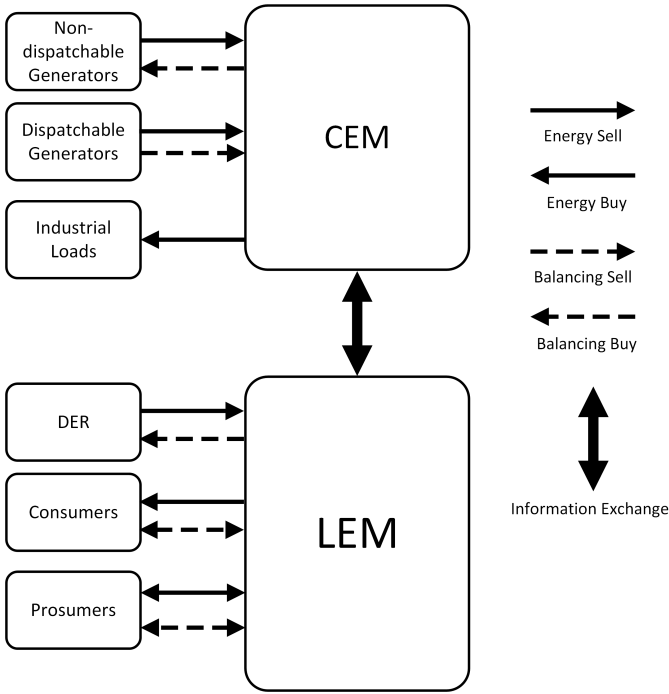 Non-
dispatchable
Generators
Dispatchable
Generators
Industrial
Loads
CEM
DER
Consumers
Prosumers
LEM
Energy Sell
Energy Buy
Balancing Sell
Balancing Buy
Information Exchange